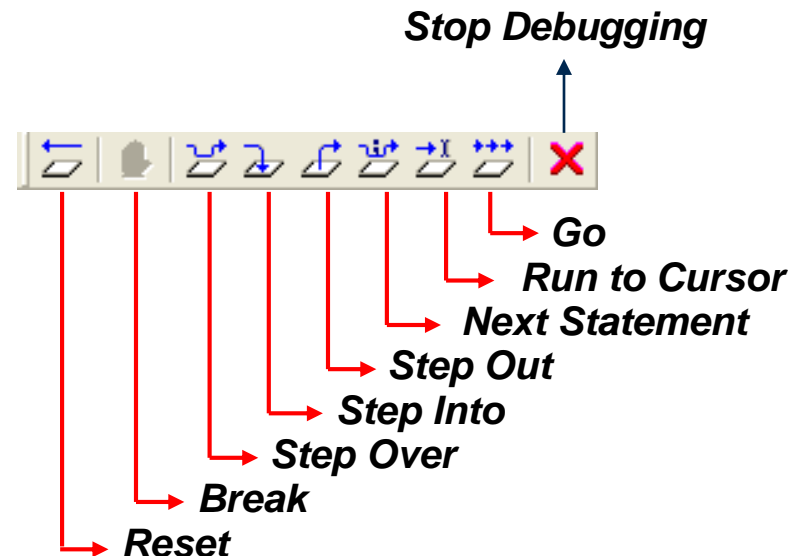 Stop Debugging
Go
Run to Cursor
Next Statement
Step Out
Step Into
Step Over
Break
Reset